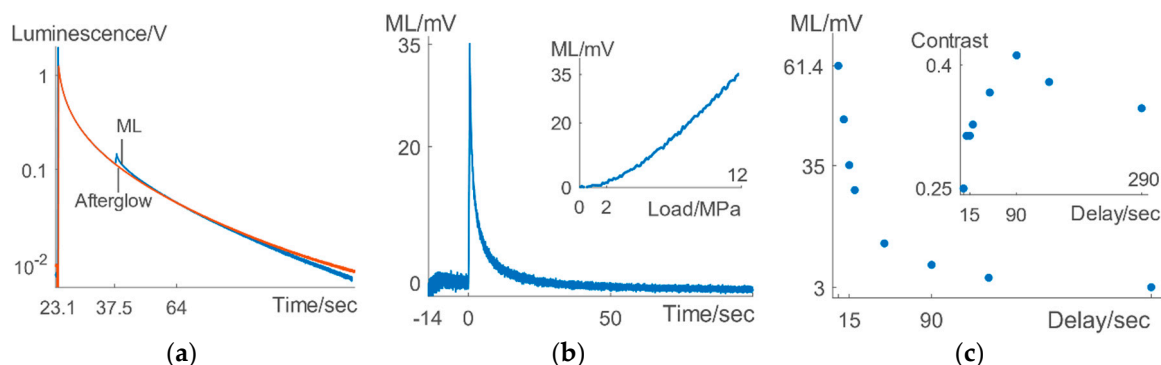 Luminescence/V
1
0.1
10-2
ML
Afterglow
23.1 37.5 64
Time/sec
(a)
ML/mV
35
20
0
-14 0 50
Time/sec
ML/mV
35
20
0
0 2 12
Load/MPa
(b)
ML/mV
61.4
35
3
15 90
Delay/sec
Contrast
0.4
0.25
15 90 290
Delay/sec
(c)